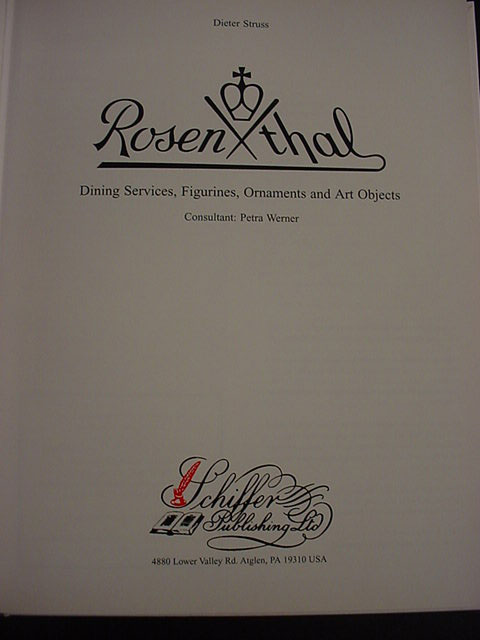 Dieter Struss
Rosenthal
Dining Services, Figurines, Ornaments and Art Objects
Consultant: Petra Werner
Schiffer
Publishing Ltd
4880 Lower Valley Rd. Atglen, PA 19310 USA